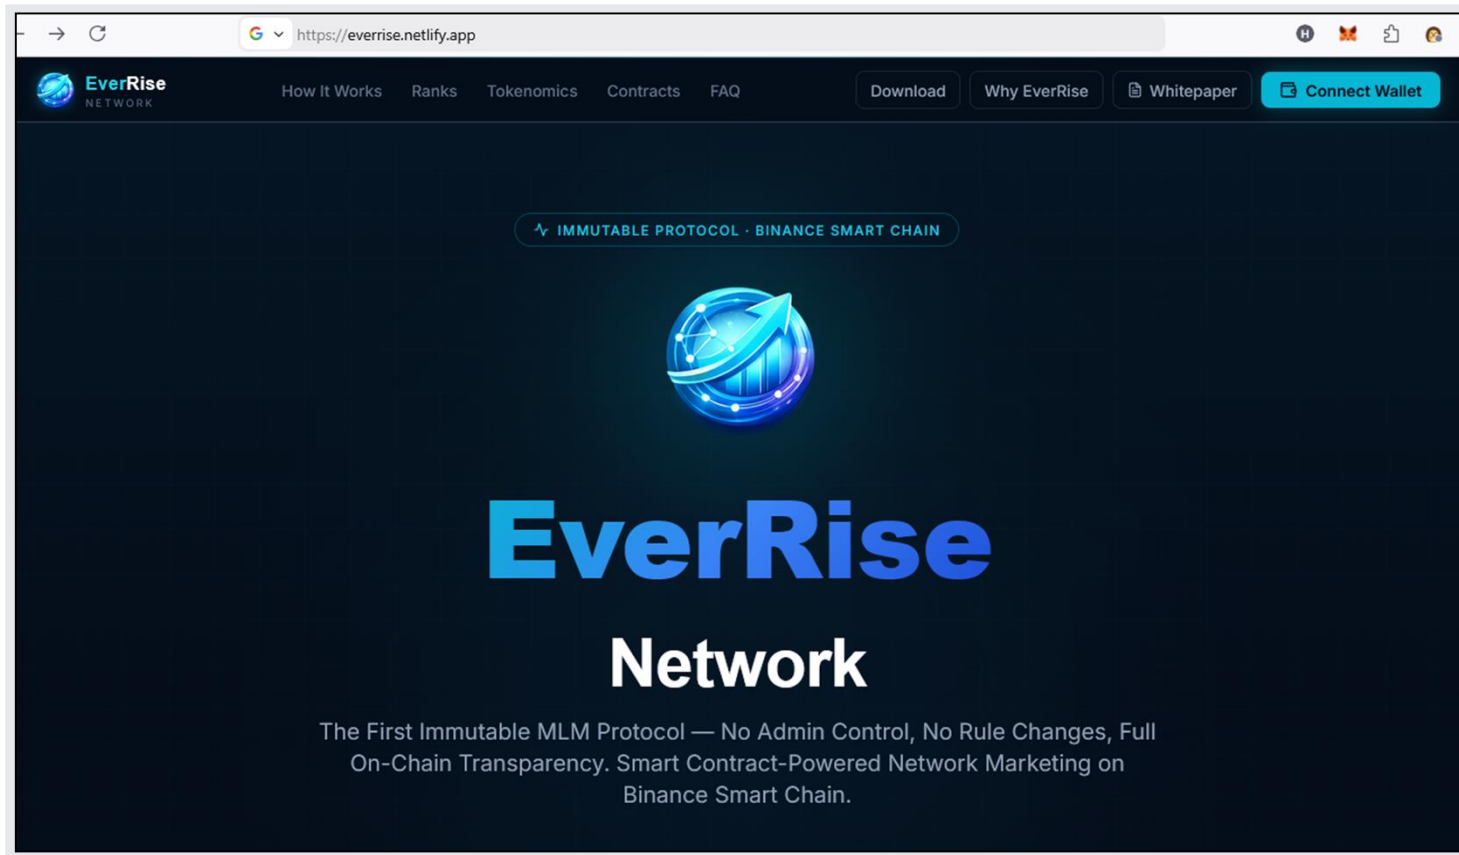 https://everrise.netlify.app
H
EverRise
NETWORK
How It Works
Ranks
Tokenomics
Contracts
FAQ
Download
Why EverRise
Whitepaper
Connect Wallet
IMMUTABLE PROTOCOL · BINANCE SMART CHAIN
EverRise
Network
The First Immutable MLM Protocol — No Admin Control, No Rule Changes, Full
On-Chain Transparency. Smart Contract-Powered Network Marketing on
Binance Smart Chain.